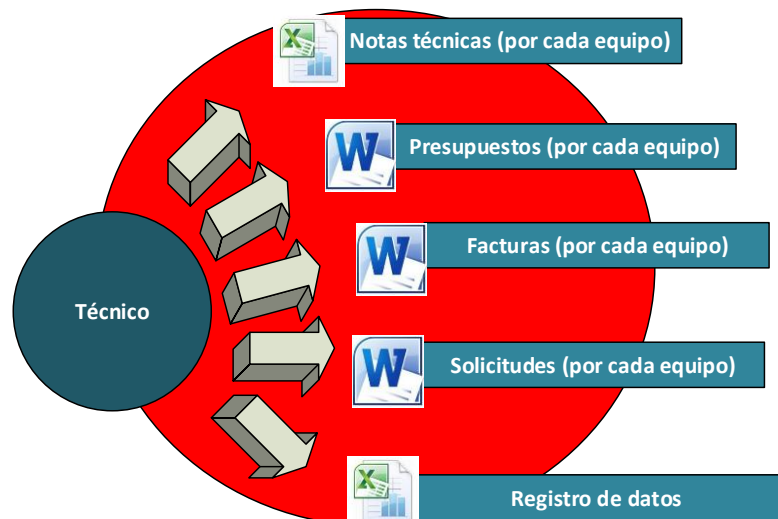 Notas técnicas (por cada equipo)
Presupuestos (por cada equipo)
Facturas (por cada equipo)
Técnico
Solicitudes (por cada equipo)
Registro de datos